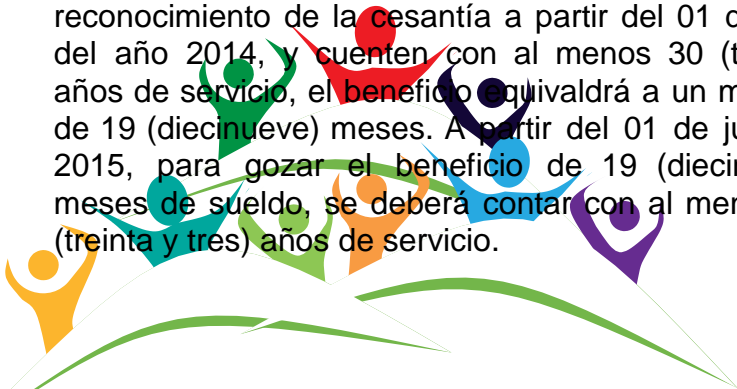 reconocimiento de la cesantía a partir del 01 d
del año 2014, y cuenten con al menos 30 (t
años de servicio, el beneficio equivaldrá a un m
de 19 (diecinueve) meses. A partir del 01 de ju
2015, para gozar el beneficio de 19 (diecin
meses de sueldo, se deberá contar con al men
(treinta y tres) años de servicio.